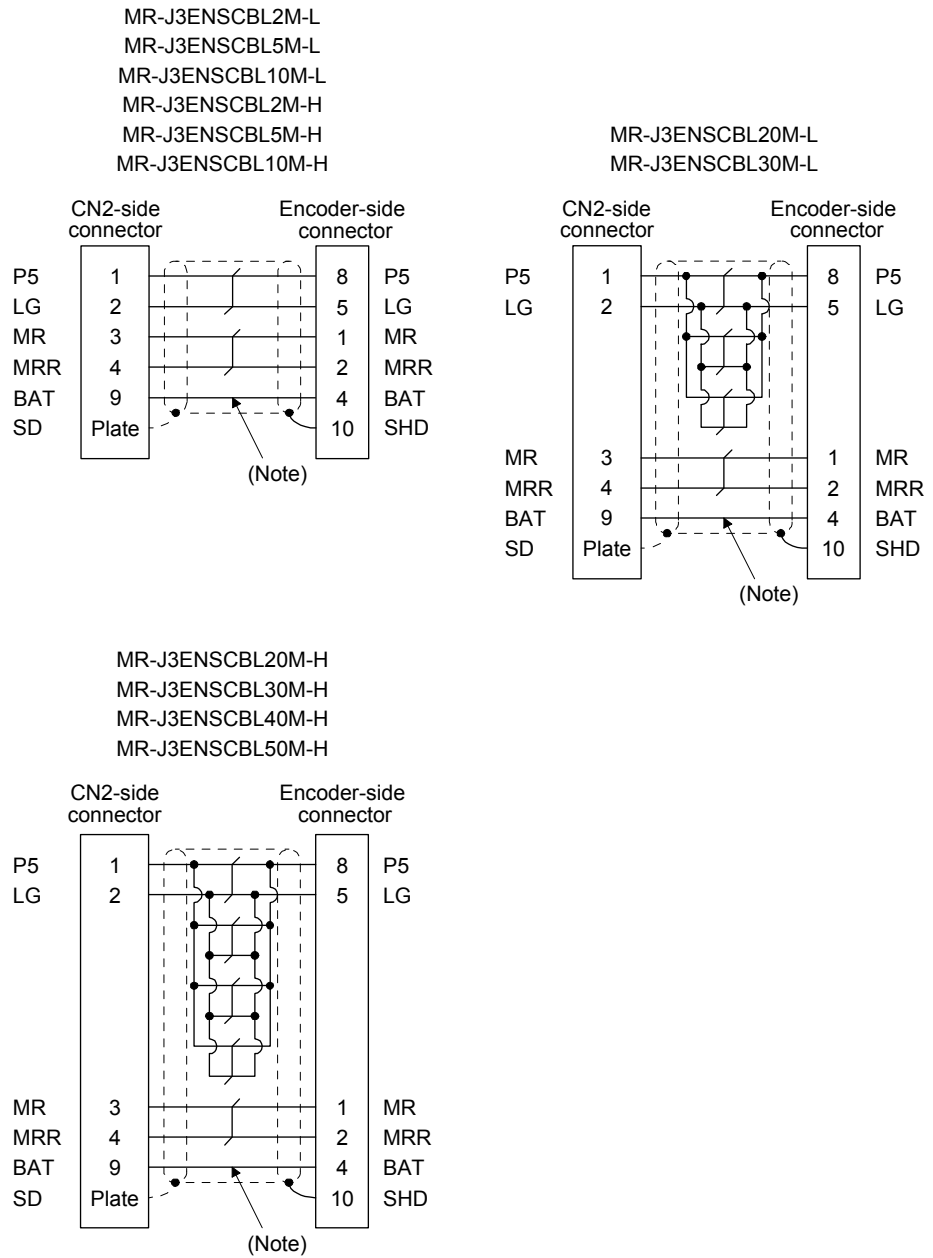 MR-J3ENSCBL2M-L
MR-J3ENSCBL5M-L
MR-J3ENSCBL10M-L
MR-J3ENSCBL2M-H
MR-J3ENSCBL5M-H
MR-J3ENSCBL10M-H
CN2-side connector
Encoder-side connector
P5 1 8 P5
LG 2 5 LG
MR 3 1 MR
MRR 4 2 MRR
BAT 9 4 BAT
SD Plate 10 SHD
(Note)
MR-J3ENSCBL20M-L
MR-J3ENSCBL30M-L
CN2-side connector
Encoder-side connector
P5 1 8 P5
LG 2 5 LG
MR 3 1 MR
MRR 4 2 MRR
BAT 9 4 BAT
SD Plate 10 SHD
(Note)
MR-J3ENSCBL20M-H
MR-J3ENSCBL30M-H
MR-J3ENSCBL40M-H
MR-J3ENSCBL50M-H
CN2-side connector
Encoder-side connector
P5 1 8 P5
LG 2 5 LG
MR 3 1 MR
MRR 4 2 MRR
BAT 9 4 BAT
SD Plate 10 SHD
(Note)